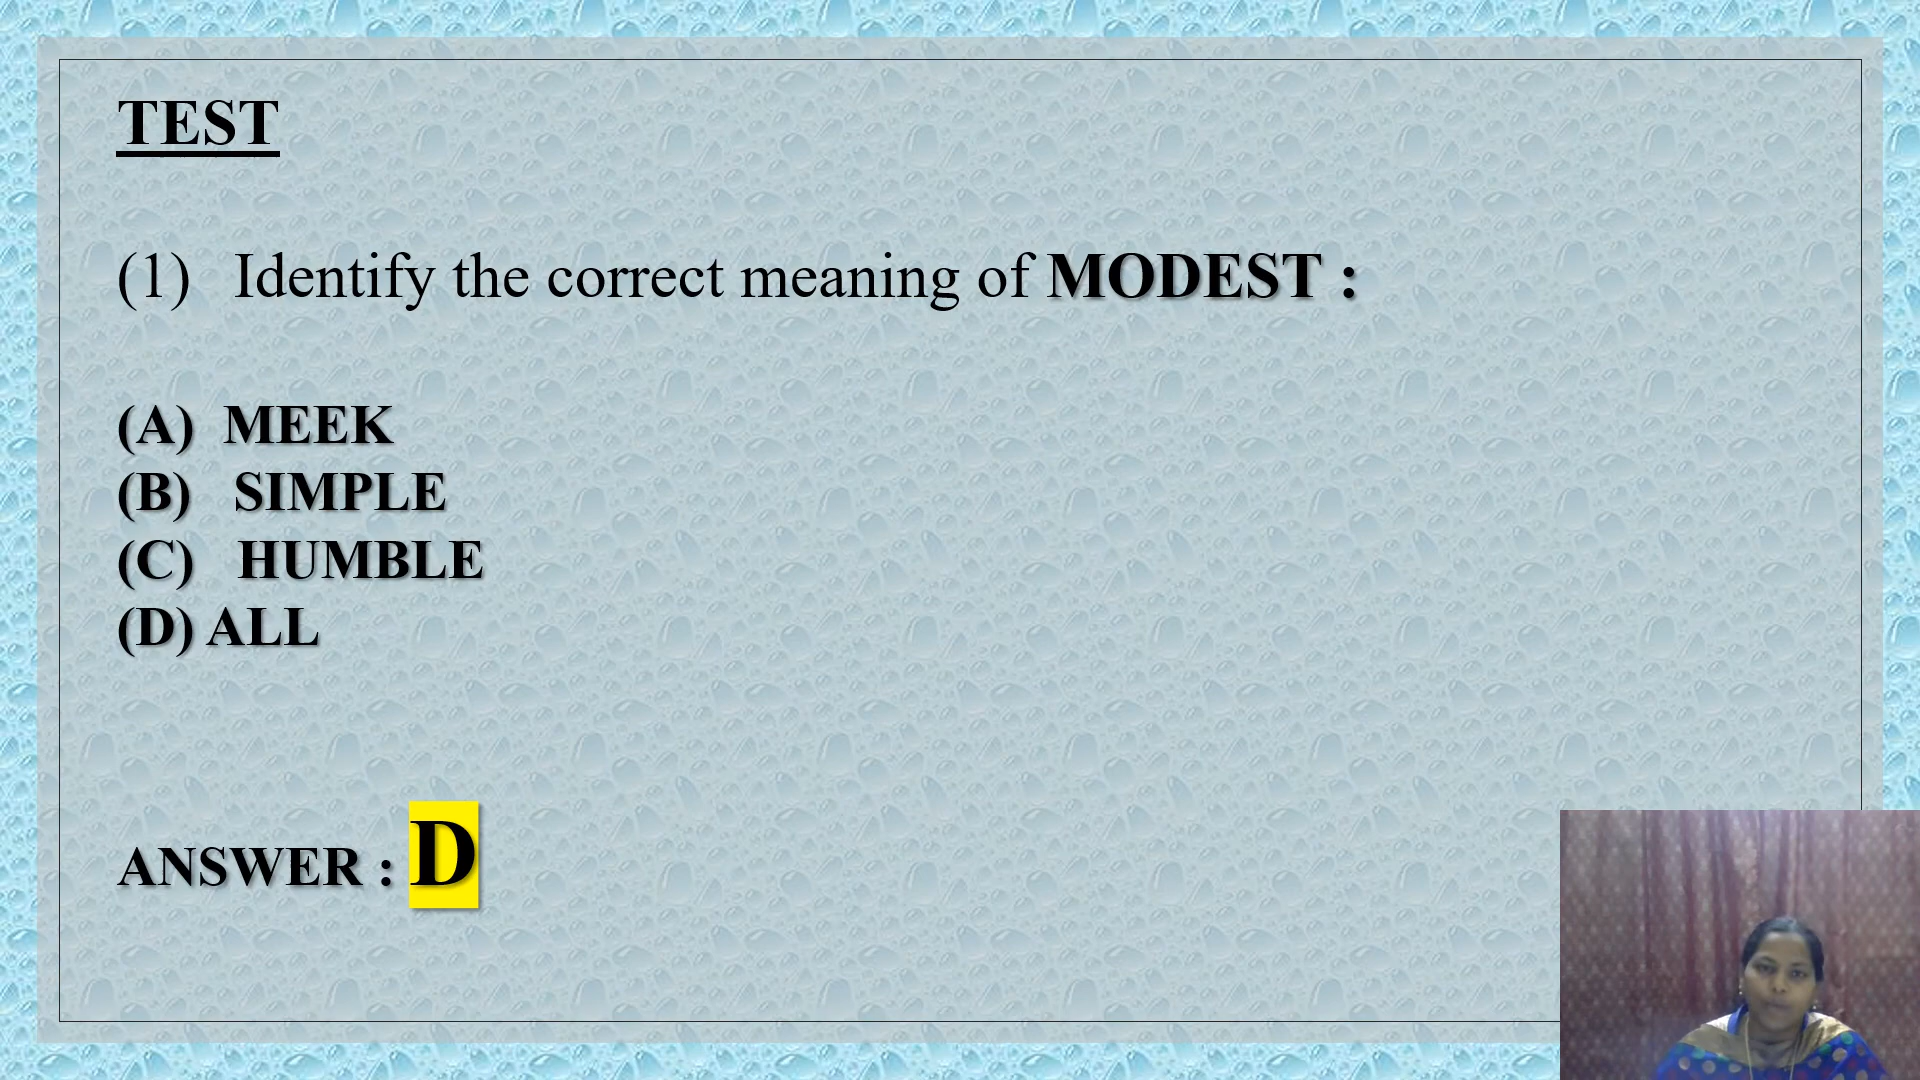 TEST
(1) Identify the correct meaning of MODEST :
(A) MEEK
(B) SIMPLE
(C) HUMBLE
(D) ALL
ANSWER : D